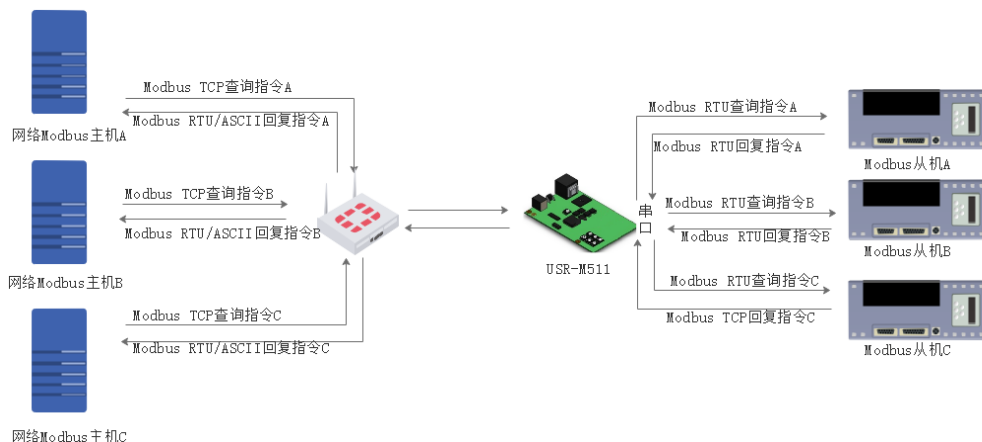 Modbus TCP查询指令A
Modbus RTU/ASCII回复指令A
网络Modbus主机A
Modbus TCP查询指令B
Modbus RTU/ASCII回复指令B
网络Modbus主机B
Modbus TCP查询指令C
Modbus RTU/ASCII回复指令C
网络Modbus主机C
USR-M511
串
口
Modbus RTU查询指令A
Modbus RTU回复指令A
Modbus从机A
Modbus RTU查询指令B
Modbus RTU回复指令B
Modbus从机B
Modbus RTU查询指令C
Modbus TCP回复指令C
Modbus从机C